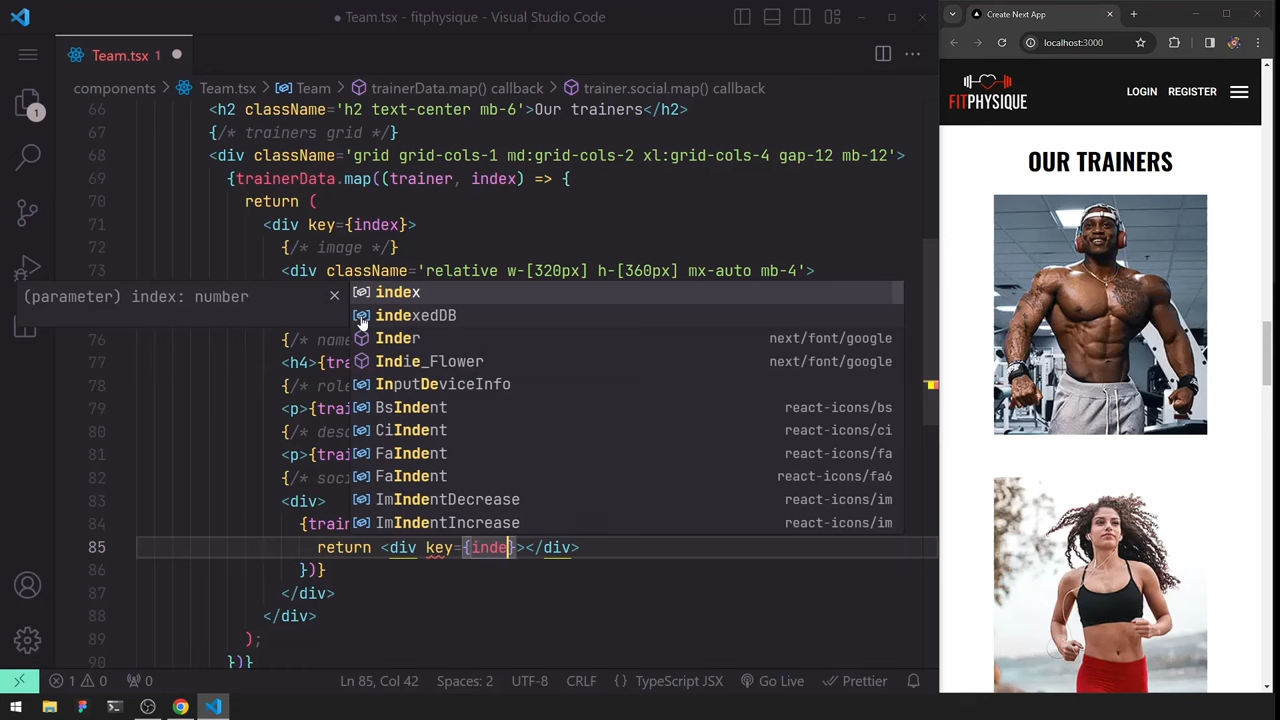 Team.tsx - fitphysique - Visual Studio Code
Team.tsx 1
components > Team.tsx > Team > trainerData.map() callback > trainer.social.map() callback
66 <h2 className='h2 text-center mb-6'>Our trainers</h2>
67 {/* trainers grid */}
68 <div className='grid grid-cols-1 md:grid-cols-2 xl:grid-cols-4 gap-12 mb-12'>
69 {trainerData.map((trainer, index) => {
70 return (
71 <div key={index}>
72 {/* image */}
73 <div className='relative w-[320px] h-[360px] mx-auto mb-4'>
(parameter) index: number
index
indexedDB
Inder next/font/google
Indie_Flower next/font/google
InputDeviceInfo
BsIndent react-icons/bs
CiIndent react-icons/ci
FaIndent react-icons/fa
FaIndent react-icons/fa6
ImIndentDecrease react-icons/im
ImIndentIncrease react-icons/im
76 {/* name
77 <h4>{trai
78 {/* role
79 <p>{trai
80 {/* desc
81 <p>{trai
82 {/* soci
83 <div>
84 {train
85 return <div key={inde}></div>
86 })}
87 </div>
88 </div>
89 );
90 })}
1
1 0 0 Ln 85, Col 42 Spaces: 2 UTF-8 CRLF {} TypeScript JSX Go Live Prettier
Create Next App
localhost:3000
FITPHYSIQUE
LOGIN REGISTER
OUR TRAINERS